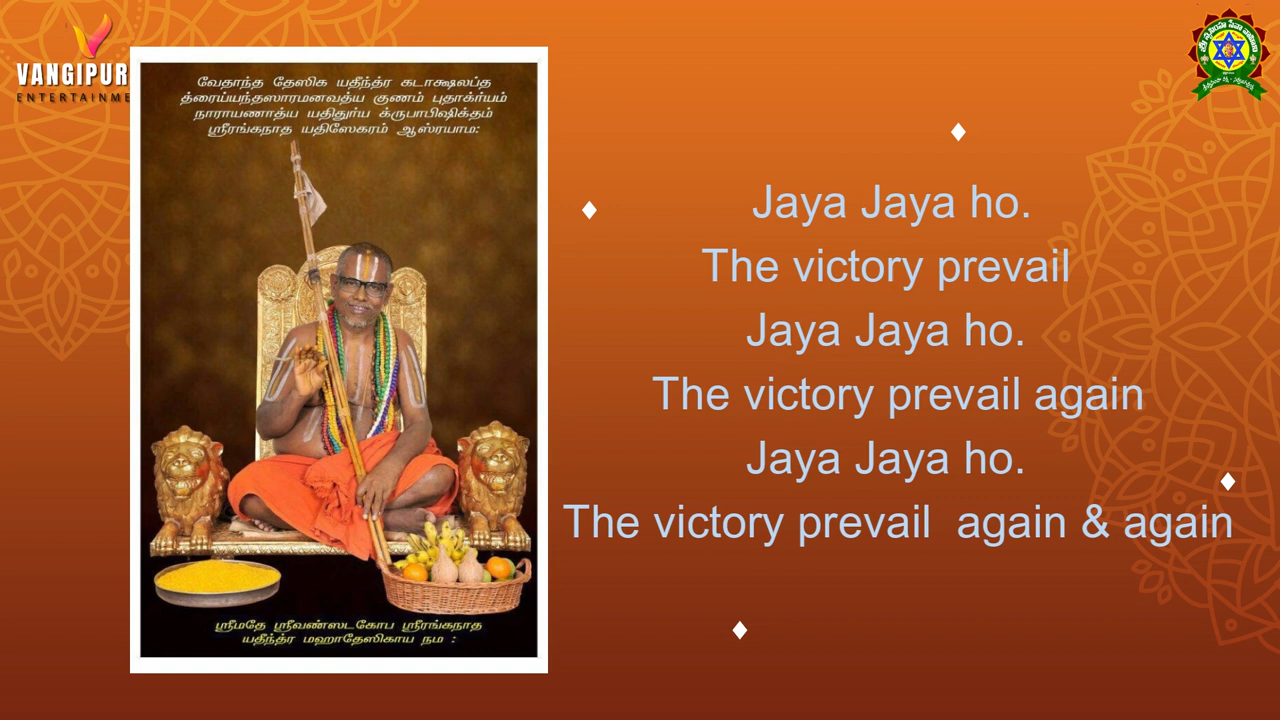 VANGIPUR
ENTERTAINME
வேதாந்த தேஸிக யதீந்த்ர கடாக்ஷலப்த
த்ரைய்யந்தஸாரமனவத்ய குணம் புதாக்ர்யம்
நாராயணாத்ய யதிதுர்ய க்ருபாபிஷிக்தம்
ஸ்ரீரங்கநாத யதிஸேகரம் ஆஸ்ரயாம:
Jaya Jaya ho.
The victory prevail
Jaya Jaya ho.
The victory prevail again
Jaya Jaya ho.
The victory prevail again & again
ஸ்ரீமதே ஸ்ரீவண்ஸடகோப ஸ்ரீரங்கநாத
யதீந்த்ர மஹாதேஸிகாய நம :